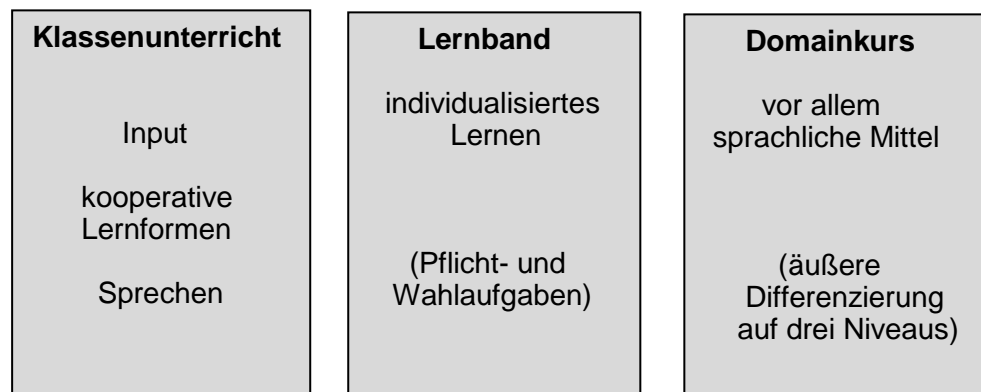 Klassenunterricht
Input
kooperative
Lernformen
Sprechen
Lernband
individualisiertes
Lernen
(Pflicht- und
Wahlaufgaben)
Domainkurs
vor allem
sprachliche Mittel
(äußere
Differenzierung
auf drei Niveaus)